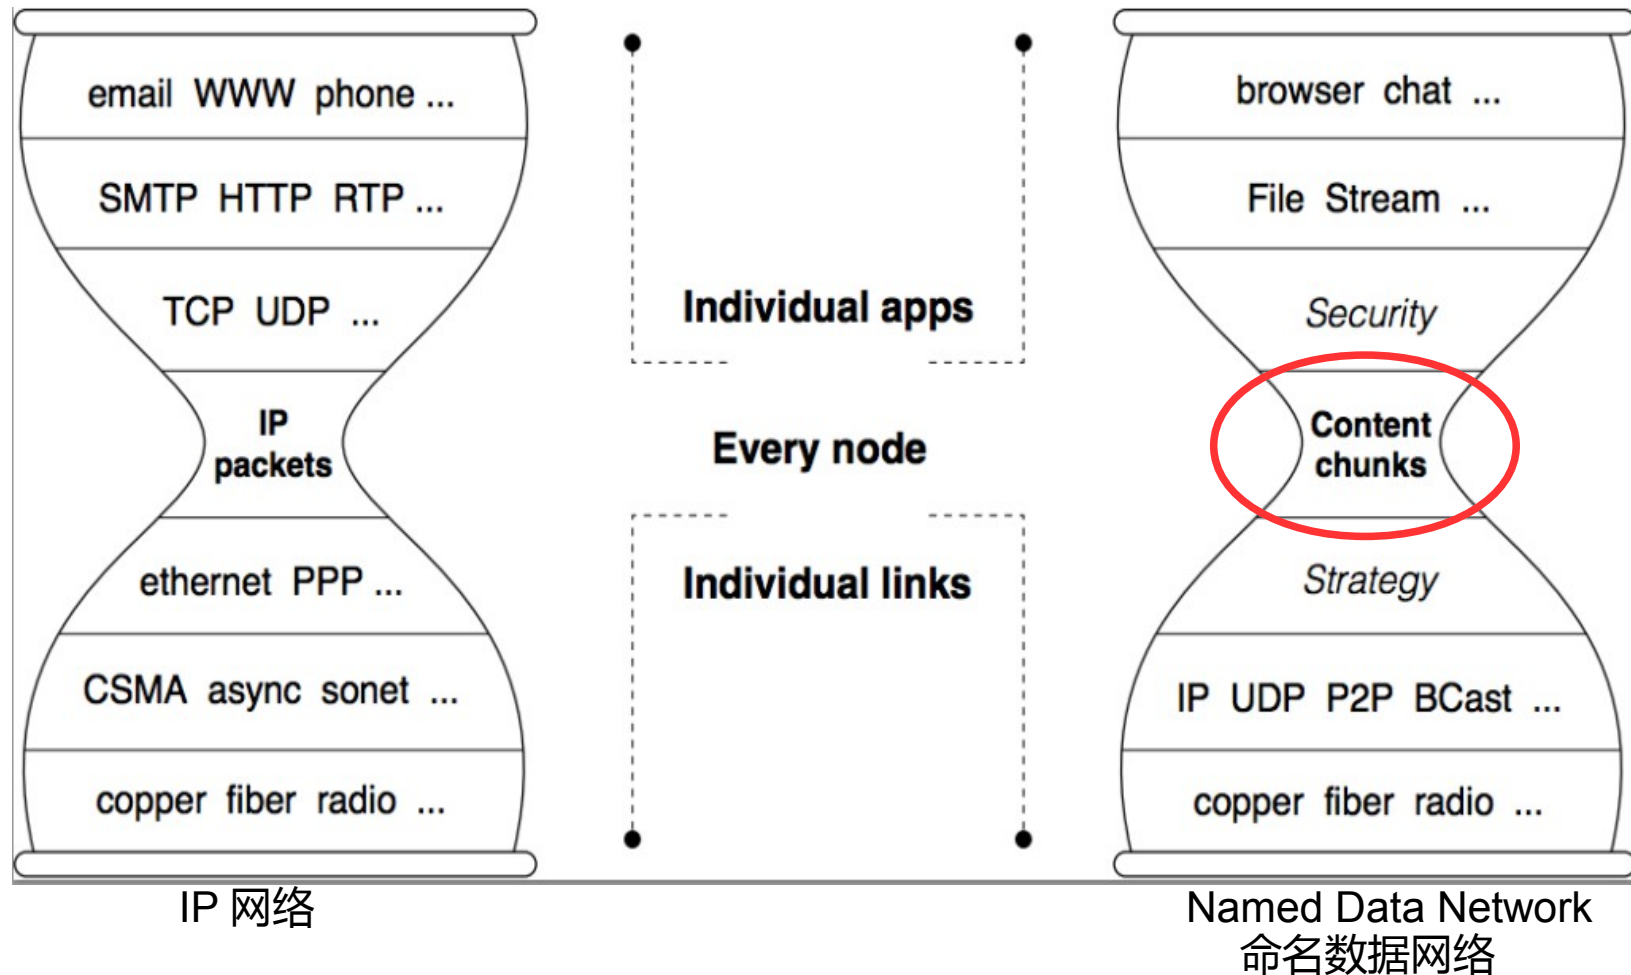 email WWW phone ...
SMTP HTTP RTP ...
TCP UDP ...
IP
packets
ethernet PPP ...
CSMA async sonet ...
copper fiber radio ...
IP 网络
Individual apps
Every node
Individual links
browser chat ...
File Stream ...
Security
Content
chunks
Strategy
IP UDP P2P BCast ...
copper fiber radio ...
Named Data Network
命名数据网络